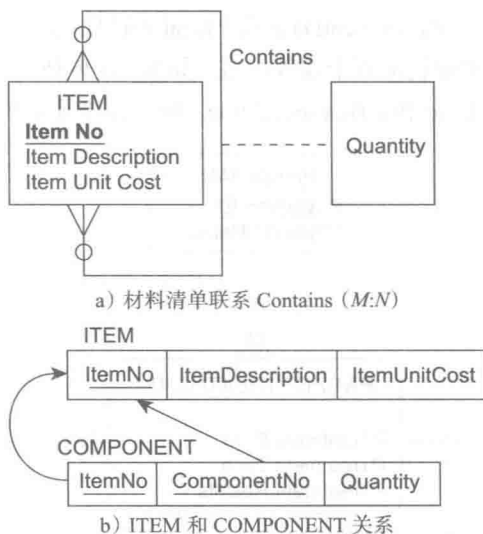 Contains
ITEM
Item No
Item Description
Item Unit Cost
Quantity
a）材料清单联系 Contains（M:N）
ITEM
ItemNo ItemDescription ItemUnitCost
COMPONENT
ItemNo ComponentNo Quantity
b）ITEM 和 COMPONENT 关系